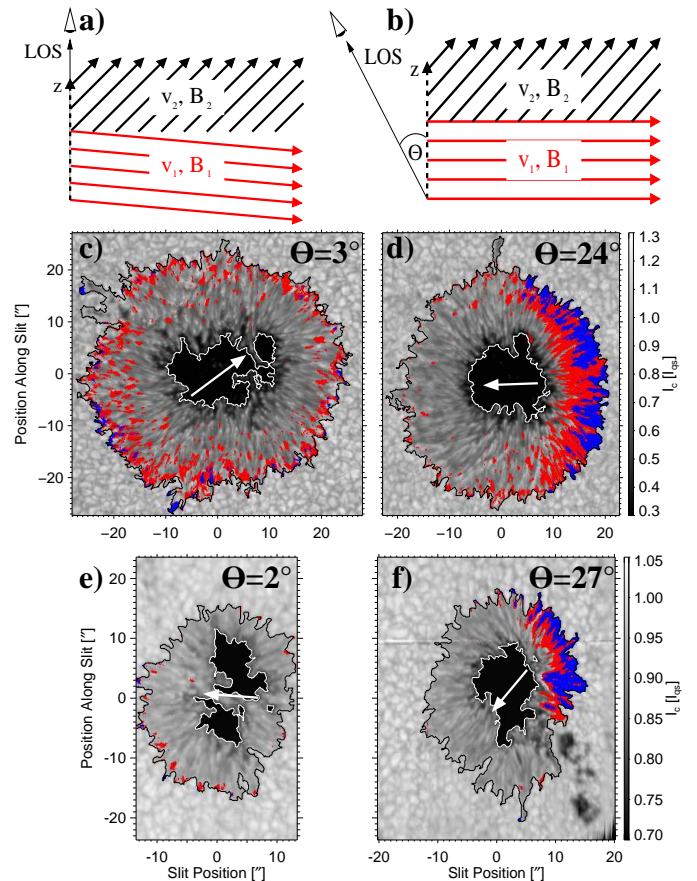 a)
b)
LOS
LOS
z
z
v2, B2
v2, B2
Θ
v1, B1
v1, B1
c)
Θ=3°
d)
Θ=24°
Position Along Slit [″]
20
10
0
−10
−20
−20 −10 0 10 20
−20 −10 0 10 20
1.3
1.2
1.1
1.0
0.9
0.8
0.7
0.6
0.5
0.4
0.3
Ic [Iqs]
e)
Θ=2°
f)
Θ=27°
Position Along Slit [″]
20
10
0
−10
−20
−10 0 10
Slit Position [″]
−20 −10 0 10 20
Slit Position [″]
1.05
1.00
0.95
0.90
0.85
0.80
0.75
0.70
Ic [Iqs]